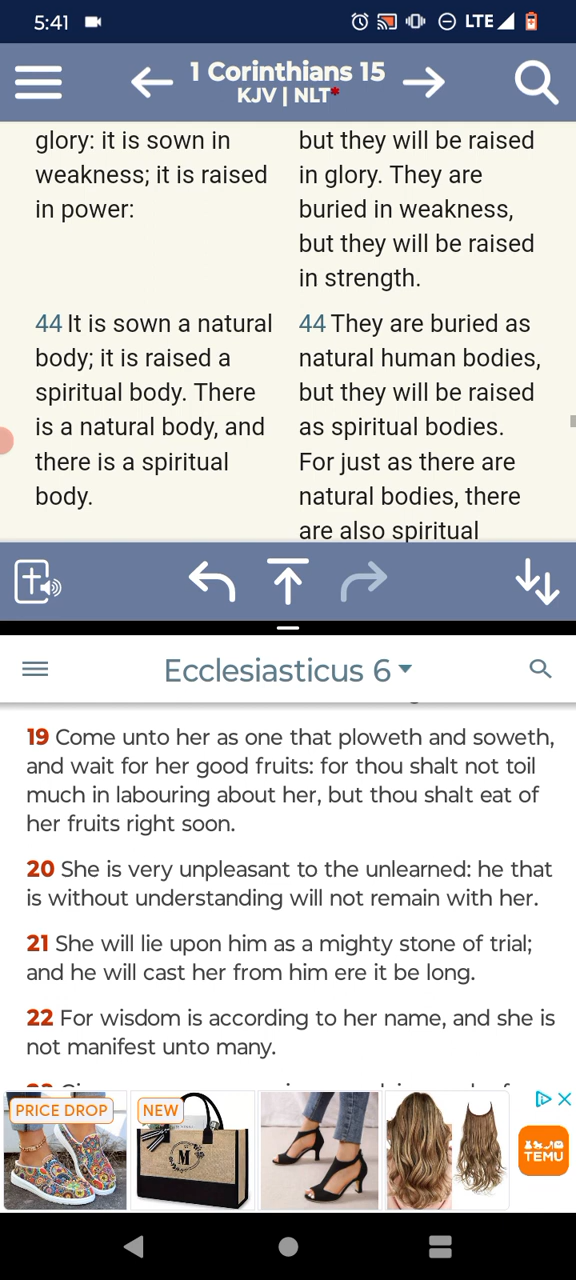 5:41
LTE
1 Corinthians 15
KJV | NLT*
glory: it is sown in
weakness; it is raised
in power:
but they will be raised
in glory. They are
buried in weakness,
but they will be raised
in strength.
44 It is sown a natural
body; it is raised a
spiritual body. There
is a natural body, and
there is a spiritual
body.
44 They are buried as
natural human bodies,
but they will be raised
as spiritual bodies.
For just as there are
natural bodies, there
are also spiritual
Ecclesiasticus 6
19 Come unto her as one that ploweth and soweth,
and wait for her good fruits: for thou shalt not toil
much in labouring about her, but thou shalt eat of
her fruits right soon.
20 She is very unpleasant to the unlearned: he that
is without understanding will not remain with her.
21 She will lie upon him as a mighty stone of trial;
and he will cast her from him ere it be long.
22 For wisdom is according to her name, and she is
not manifest unto many.
PRICE DROP
NEW
M
TEMU